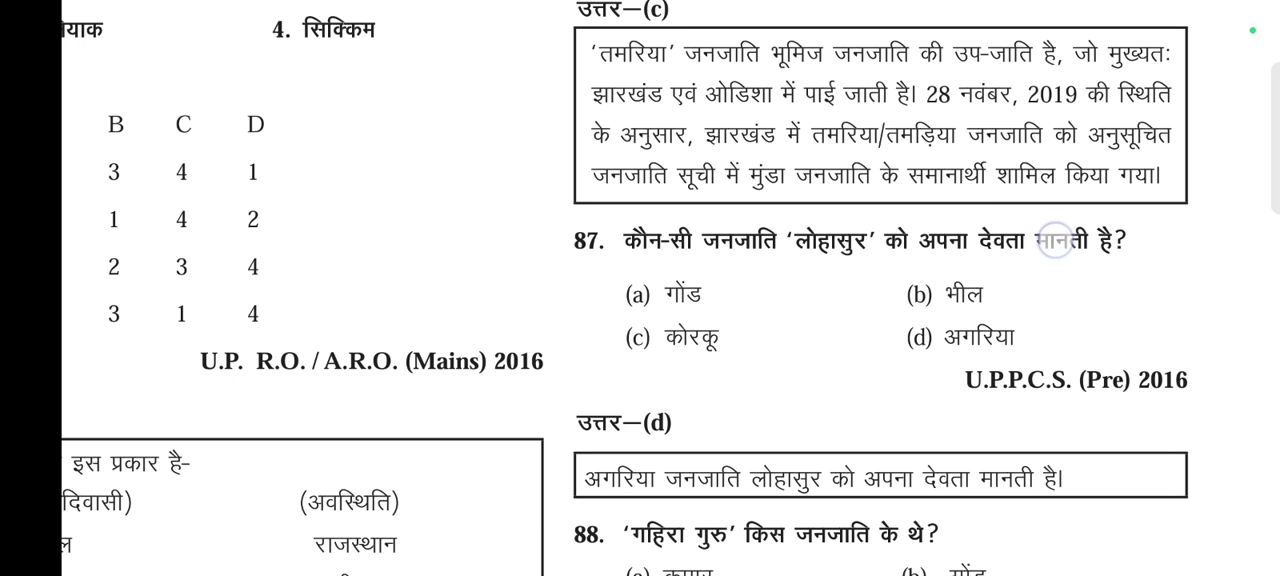 4. सिक्किम
B C D
3 4 1
1 4 2
2 3 4
3 1 4
U.P. R.O. / A.R.O. (Mains) 2016
इस प्रकार है-
(अवस्थिति)
राजस्थान
उत्तर—(c)
‘तमरिया’ जनजाति भूमिज जनजाति की उप-जाति है, जो मुख्यतः
झारखंड एवं ओडिशा में पाई जाती है। 28 नवंबर, 2019 की स्थिति
के अनुसार, झारखंड में तमरिया/तमड़िया जनजाति को अनुसूचित
जनजाति सूची में मुंडा जनजाति के समानार्थी शामिल किया गया।
87. कौन-सी जनजाति ‘लोहासुर’ को अपना देवता मानती है?
(a) गोंड (b) भील
(c) कोरकू (d) अगरिया
U.P.P.C.S. (Pre) 2016
उत्तर—(d)
अगरिया जनजाति लोहासुर को अपना देवता मानती है।
88. ‘गहिरा गुरु’ किस जनजाति के थे?
(b) गोंड